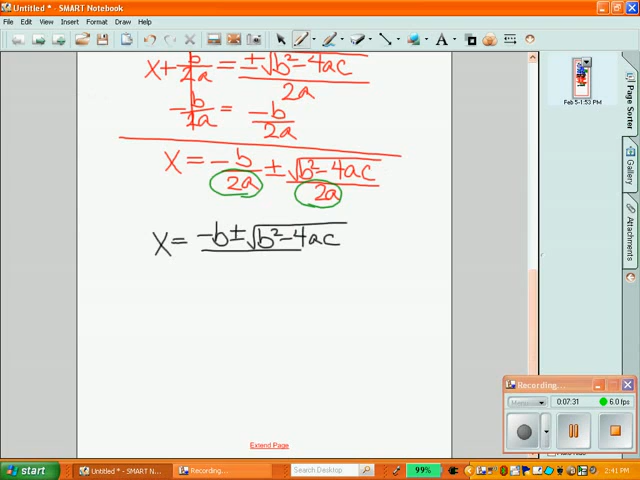 Untitled * - SMART Notebook
File Edit View Insert Format Tools Draw Help
x + b/2a = ±√b²-4ac / 2a
-b/2a = -b/2a
x = -b/2a ± √b²-4ac / 2a
x = -b±√b²-4ac
Extend Page
Feb 5-1:53 PM
Page Sorter
Gallery
Attachments
Recording...
0:07:31 6.0 fps
start
Untitled * - SMART N...
Recording...
Search Desktop
99%
2:41 PM